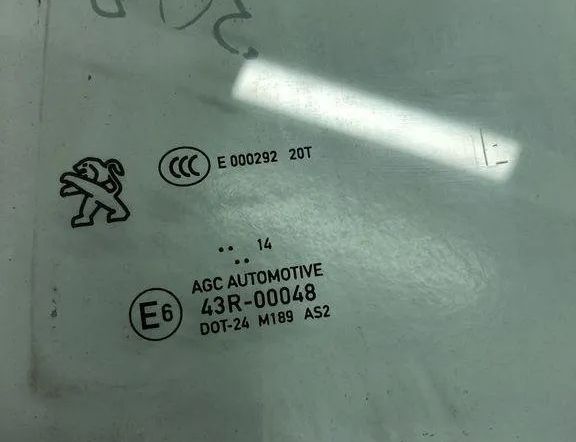 CCC E 000292 20T
.. 14
..
AGC AUTOMOTIVE
E6 43R-00048
DOT-24 M189 AS2